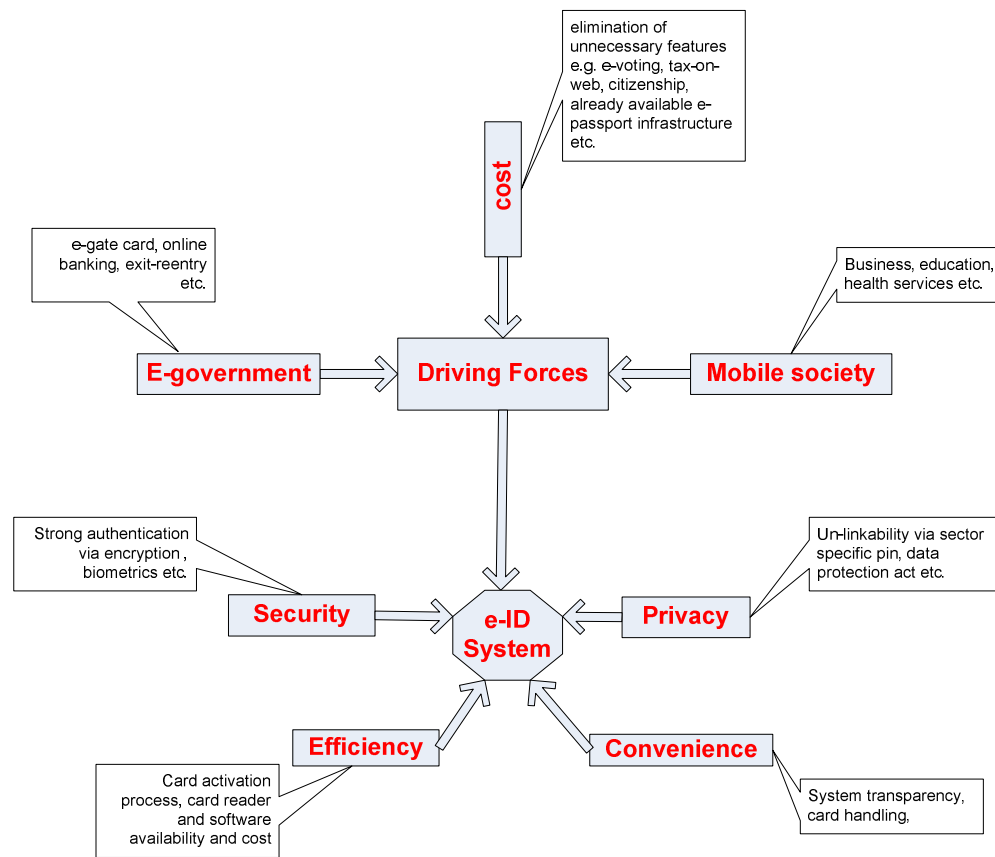 elimination of
unnecessary features
e.g. e-voting, tax-on-
web, citizenship,
already available e-
passport infrastructure
etc.
cost
e-gate card, online
banking, exit-reentry
etc.
Business, education,
health services etc.
E-government
Driving Forces
Mobile society
Strong authentication
via encryption ,
biometrics etc.
Un-linkability via sector
specific pin, data
protection act etc.
Security
e-ID
System
Privacy
Efficiency
Convenience
Card activation
process, card reader
and software
availability and cost
System transparency,
card handling,